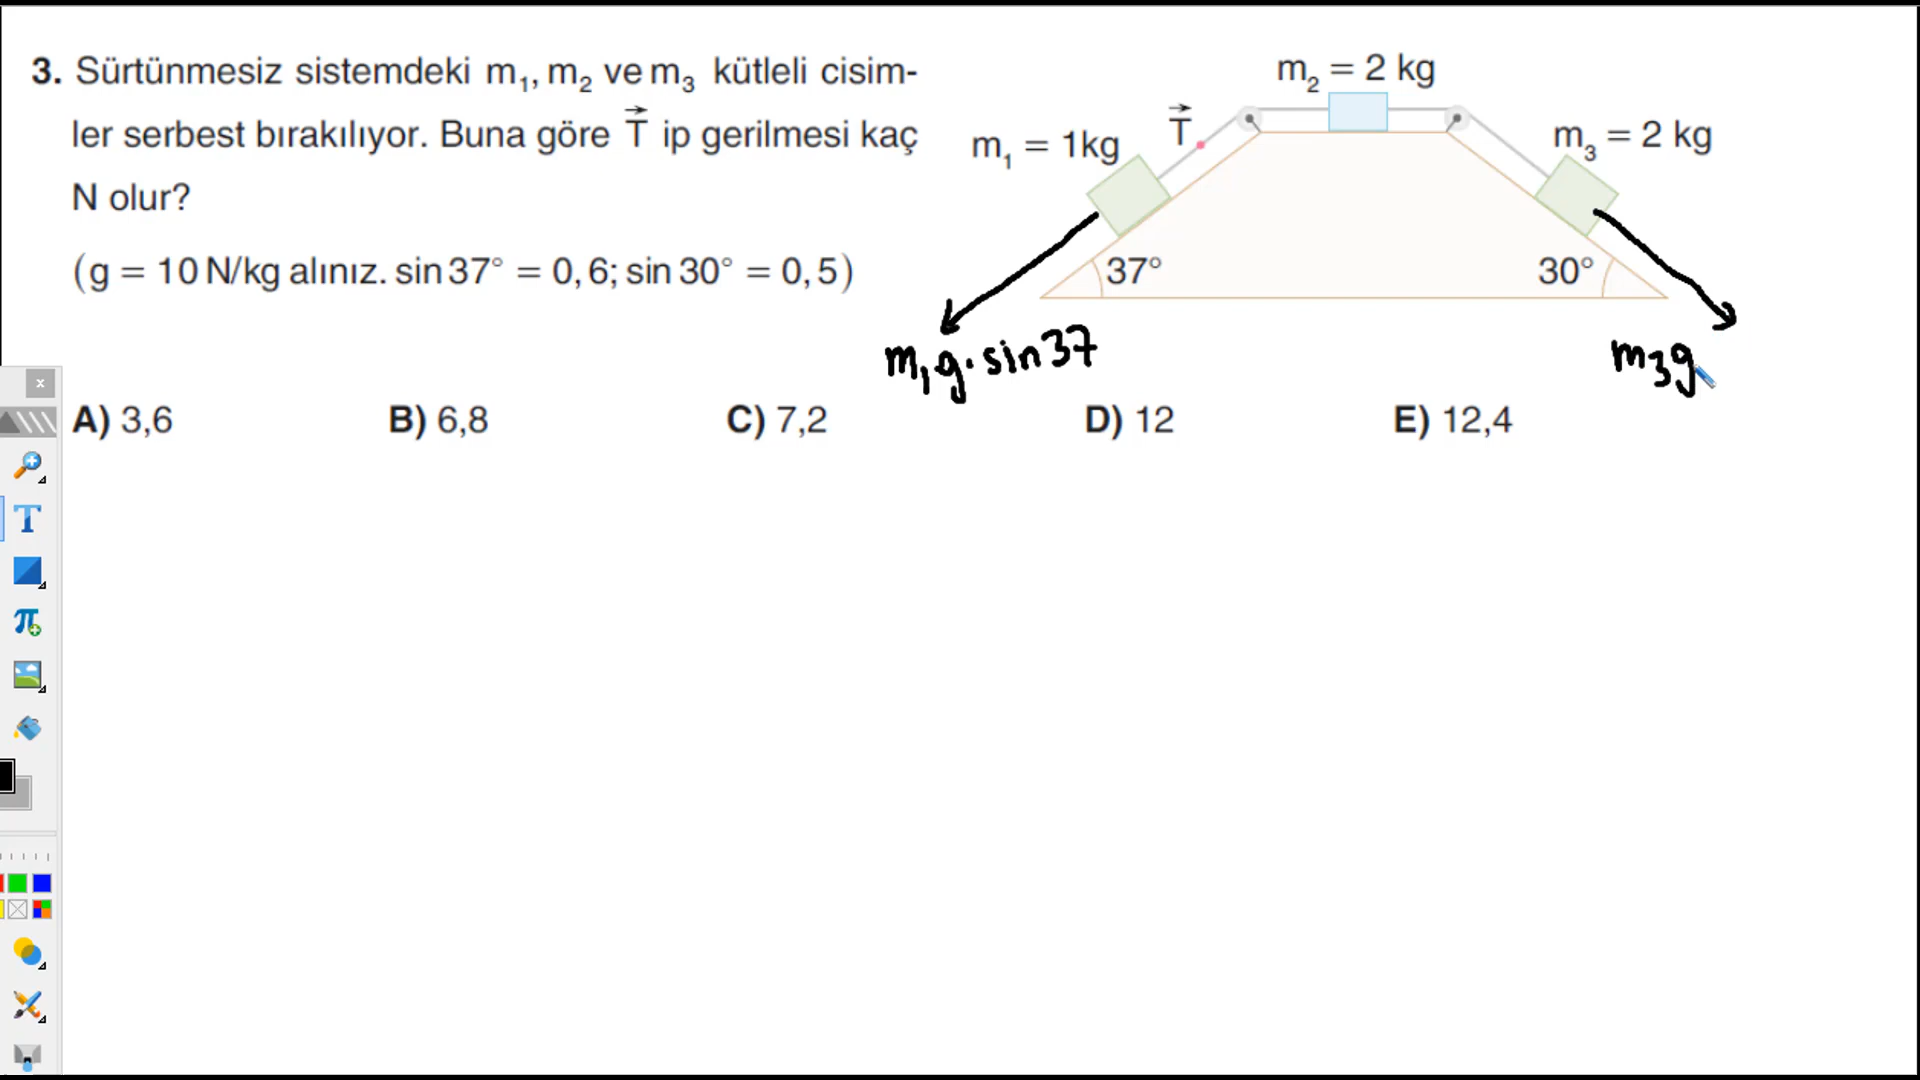 3. Sürtünmesiz sistemdeki m₁, m₂ ve m₃ kütleli cisim-
ler serbest bırakılıyor. Buna göre T⃗ ip gerilmesi kaç
N olur?
(g = 10 N/kg alınız. sin 37° = 0,6; sin 30° = 0,5)
m₂ = 2 kg
T⃗
m₁ = 1kg
m₃ = 2 kg
37°
30°
m₁g·sin37
m₃g
A) 3,6
B) 6,8
C) 7,2
D) 12
E) 12,4
x
T
π